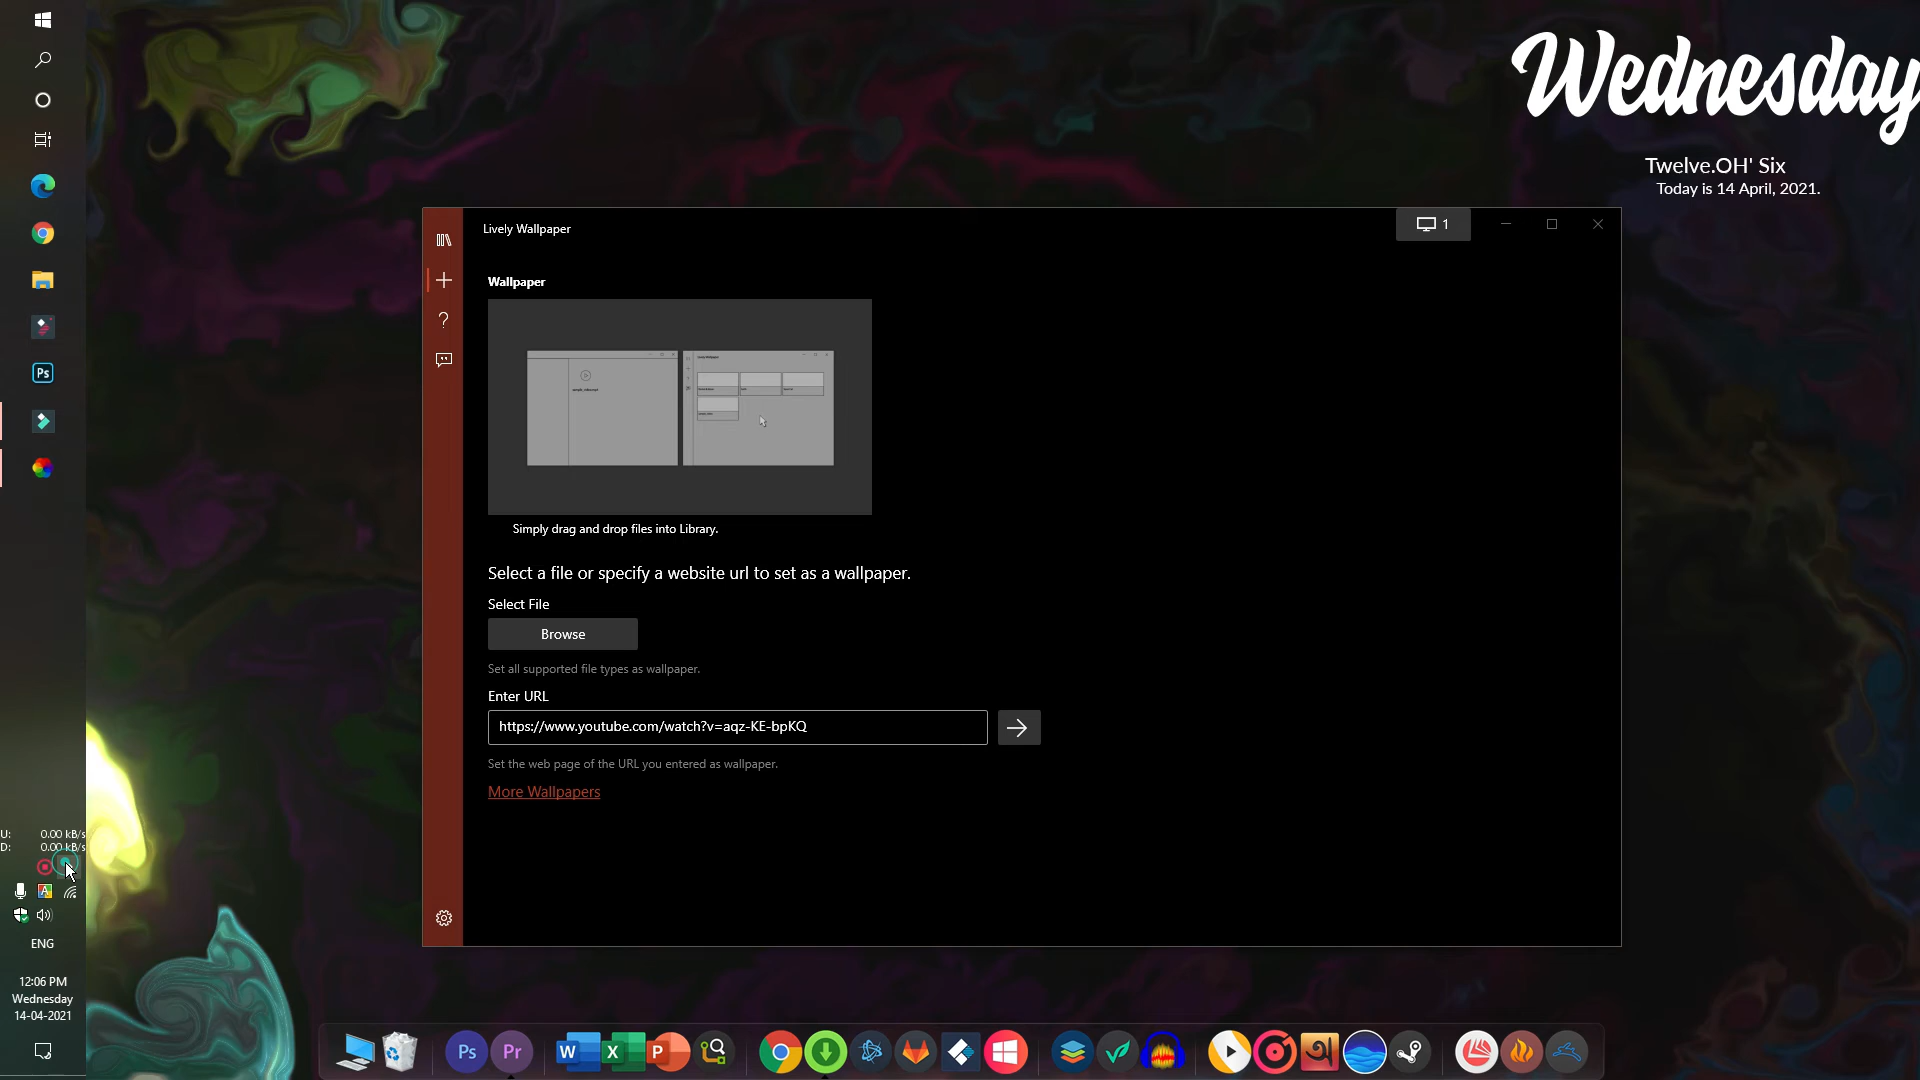 Wednesday
Twelve.OH' Six
Today is 14 April, 2021.
Lively Wallpaper
1
Wallpaper
Simply drag and drop files into Library.
Select a file or specify a website url to set as a wallpaper.
Select File
Browse
Set all supported file types as wallpaper.
Enter URL
https://www.youtube.com/watch?v=aqz-KE-bpKQ
Set the web page of the URL you entered as wallpaper.
More Wallpapers
Ps
U: 0.00 kB/s
D: 0.00 kB/s
A
ENG
12:06 PM
Wednesday
14-04-2021
Ps
Pr
W
X
P
অ